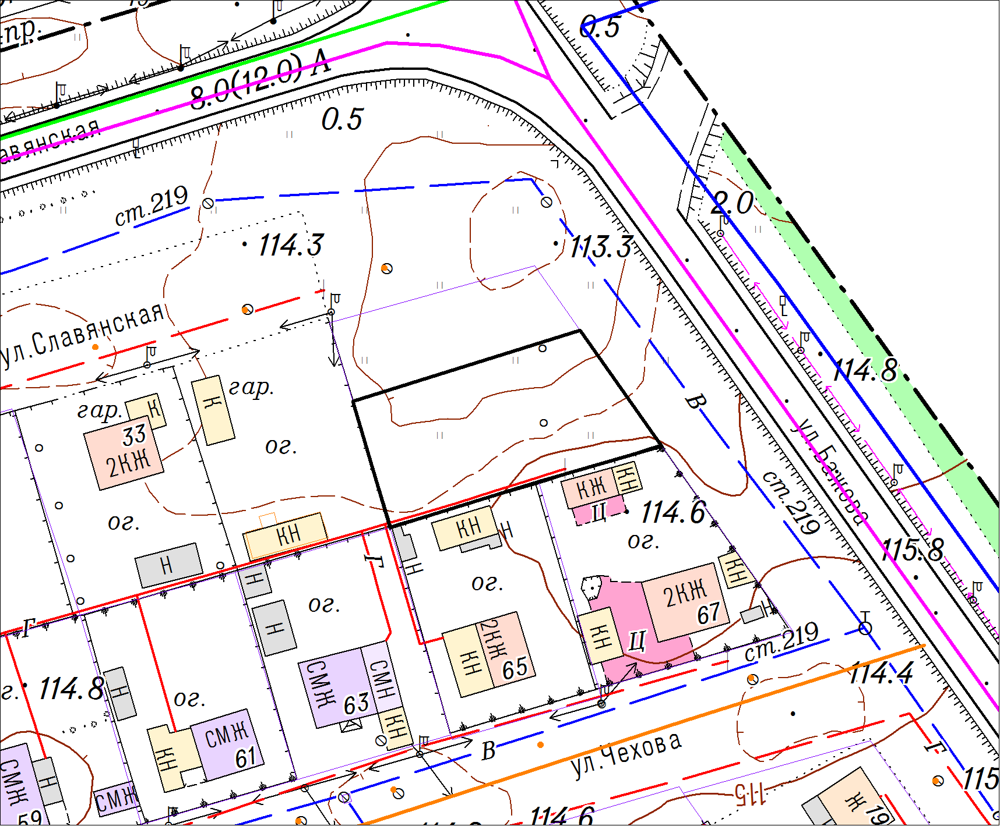 пр.
0.5
8.0(12.0) А
авянская
0.5
ст.219
2.0
114.3
113.3
ул.Славянская
114.8
гар.
гар.
К
К
33
2КЖ
В
ог.
ул.Бажова
КЖ
КН
Ц
114.6
ст.219
ог.
КН
Н
КН
Н
ог.
115.8
Н
Г
Н
КН
Н
ог.
ог.
2КЖ
67
Н
Г
Н
КН
Ц
ст.219
2КЖ
КН
65
114.4
СМЖ
СМН
63
КН
г.
114.8
Н
ог.
СМЖ
61
КН
В
ул.Чехова
Г
СМЖ
Н
59
СМЖ
115
115
Ж
19
Н
114.6